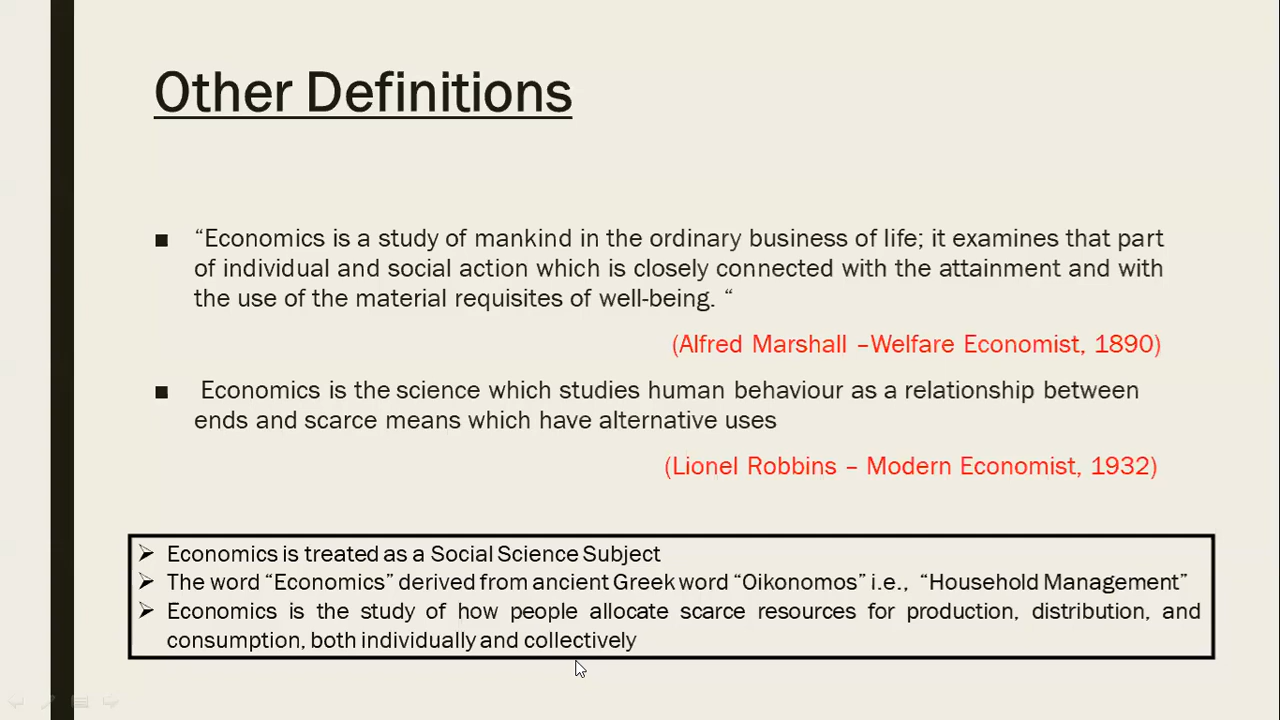 Other Definitions
■ “Economics is a study of mankind in the ordinary business of life; it examines that part
of individual and social action which is closely connected with the attainment and with
the use of the material requisites of well-being. “
(Alfred Marshall –Welfare Economist, 1890)
■ Economics is the science which studies human behaviour as a relationship between
ends and scarce means which have alternative uses
(Lionel Robbins – Modern Economist, 1932)
➢ Economics is treated as a Social Science Subject
➢ The word “Economics” derived from ancient Greek word “Oikonomos” i.e., “Household Management”
➢ Economics is the study of how people allocate scarce resources for production, distribution, and
consumption, both individually and collectively